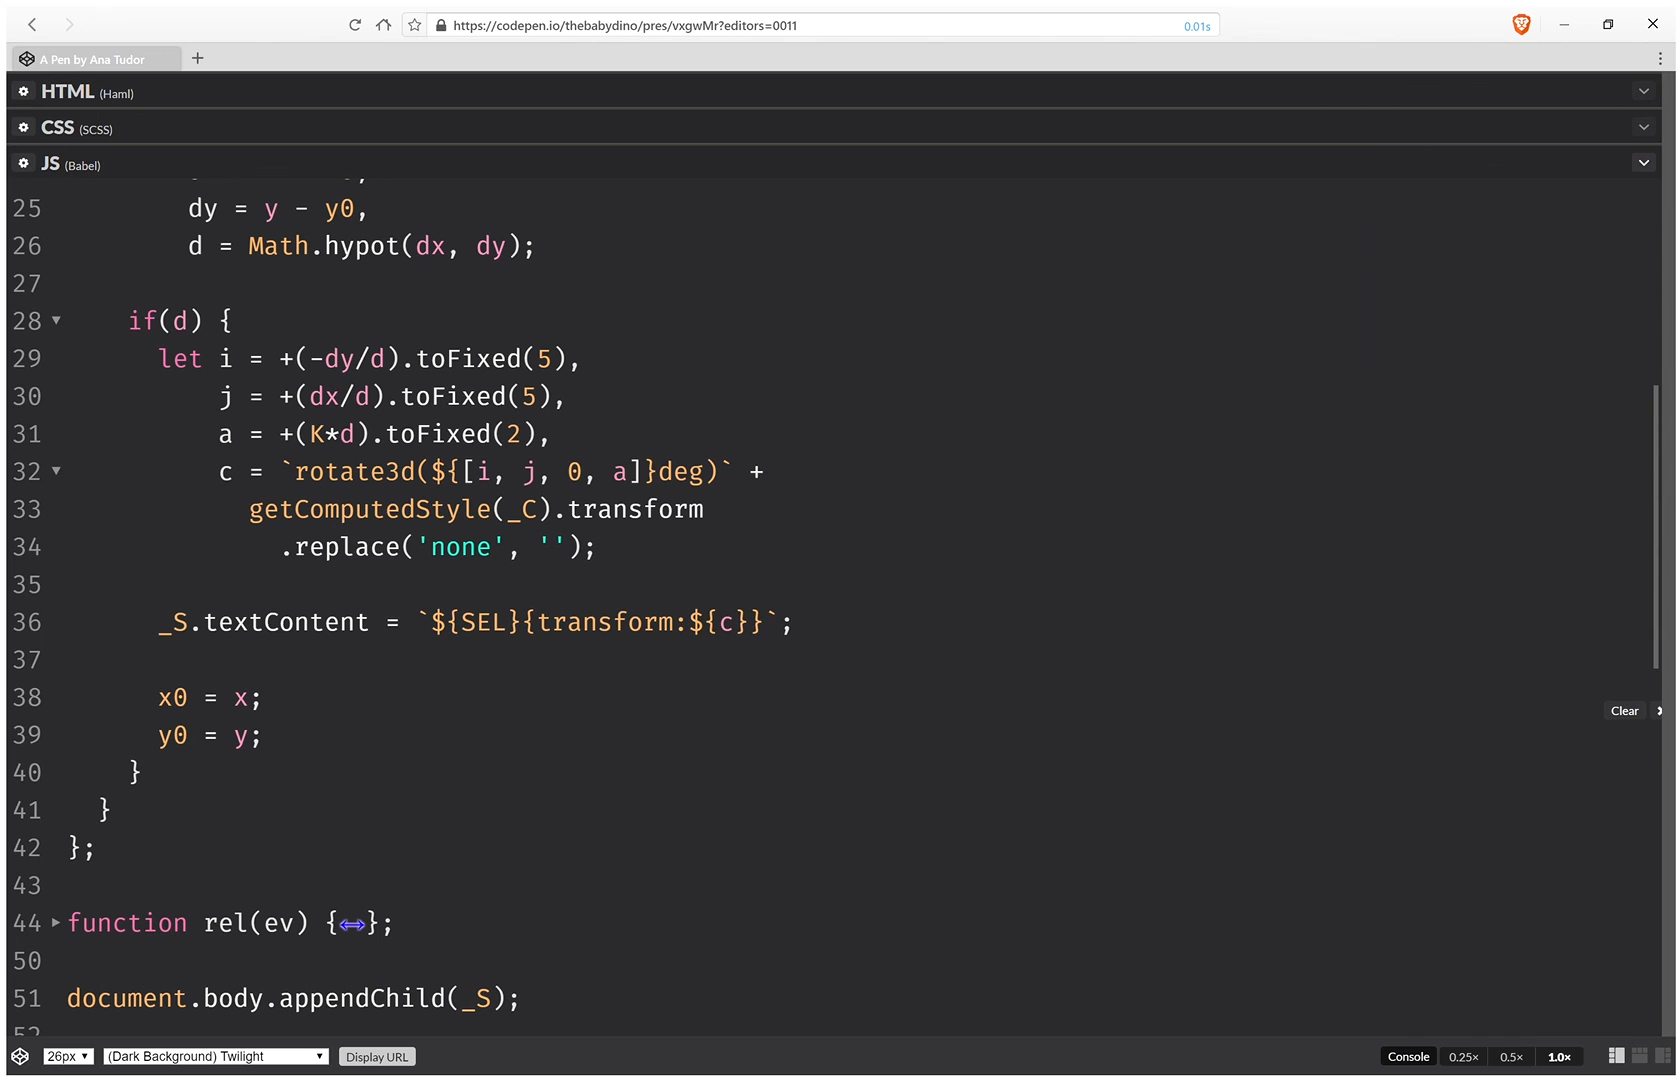 https://codepen.io/thebabydino/pres/vxgwMr?editors=0011
0.01s
A Pen by Ana Tudor
HTML (Haml)
CSS (SCSS)
JS (Babel)
25 dy = y - y0,
26 d = Math.hypot(dx, dy);
27
28 if(d) {
29 let i = +(-dy/d).toFixed(5),
30 j = +(dx/d).toFixed(5),
31 a = +(K*d).toFixed(2),
32 c = `rotate3d(${[i, j, 0, a]}deg)` +
33 getComputedStyle(_C).transform
34 .replace('none', '');
35
36 _S.textContent = `${SEL}{transform:${c}}`;
37
38 x0 = x;
39 y0 = y;
40 }
41 }
42 };
43
44 function rel(ev) {↔};
50
51 document.body.appendChild(_S);
52
Clear
26px
(Dark Background) Twilight
Display URL
Console 0.25× 0.5× 1.0×